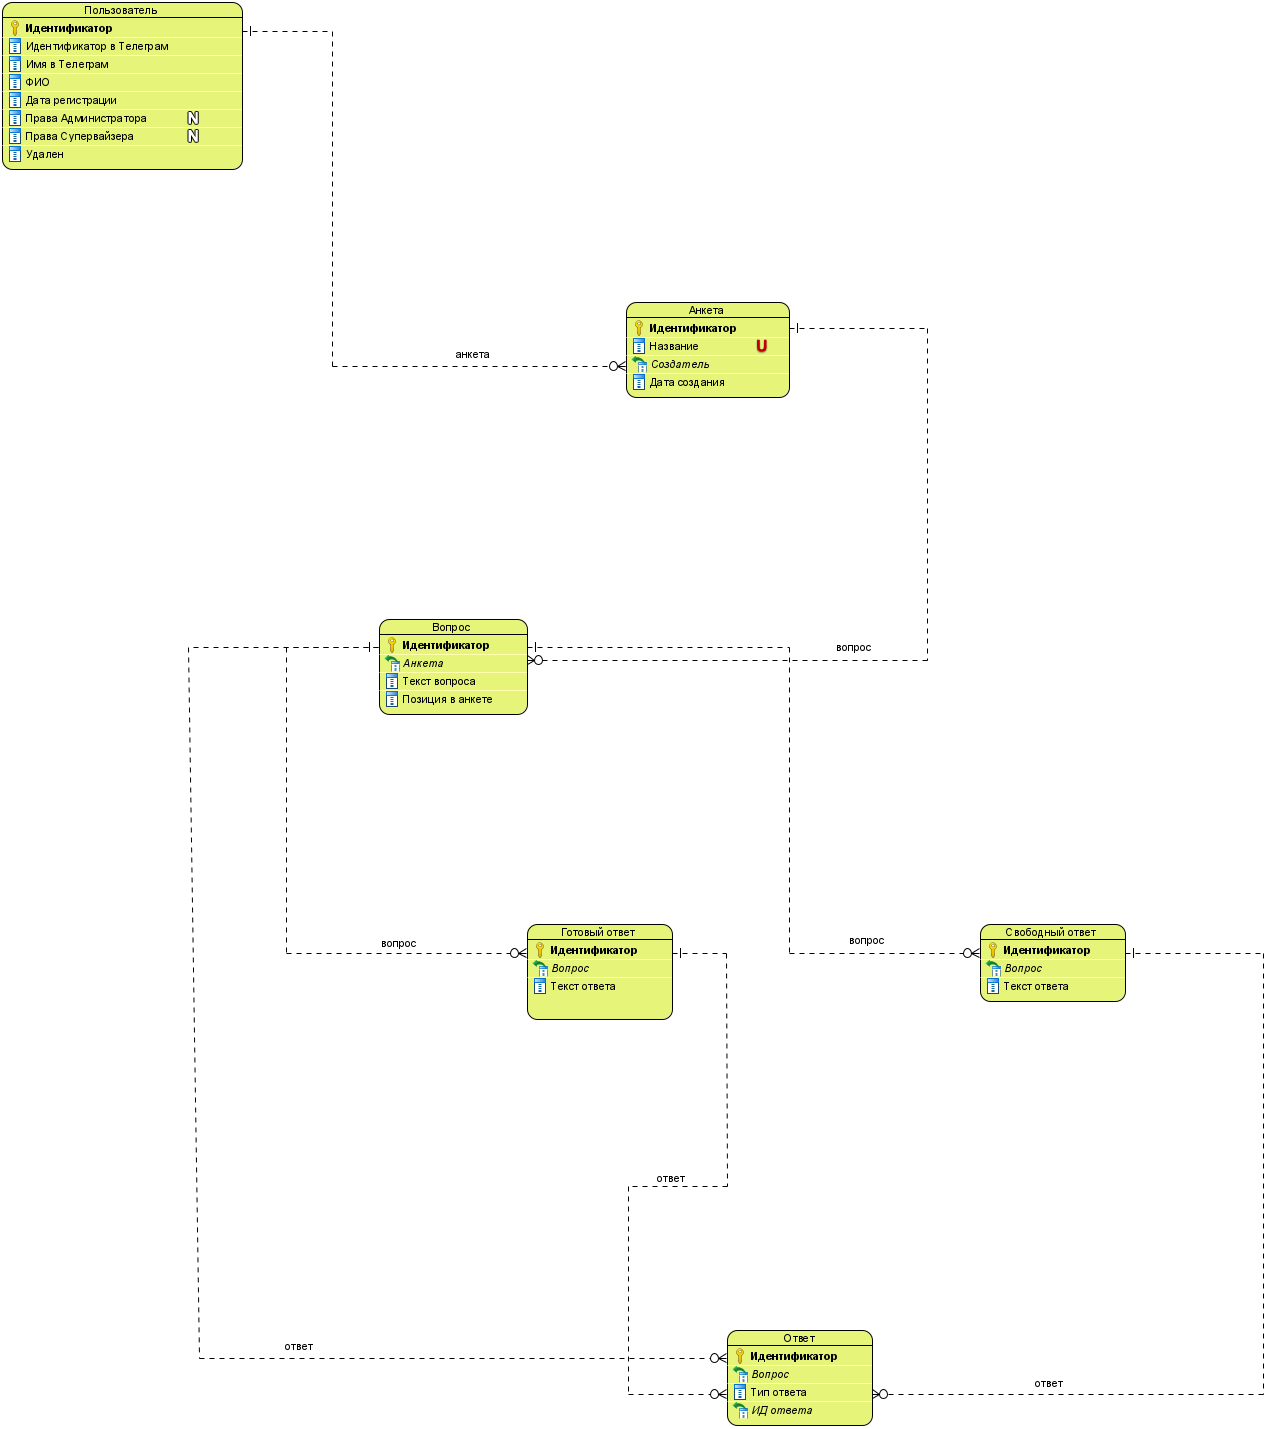 Пользователь
Идентификатор
Идентификатор в Телеграм
Имя в Телеграм
ФИО
Дата регистрации
Права Администратора N
Права Супервайзера N
Удален
Анкета
Идентификатор
Название U
Создатель
Дата создания
анкета
Вопрос
Идентификатор
Анкета
Текст вопроса
Позиция в анкете
вопрос
Готовый ответ
Идентификатор
Вопрос
Текст ответа
вопрос
Свободный ответ
Идентификатор
Вопрос
Текст ответа
вопрос
ответ
ответ
Ответ
Идентификатор
Вопрос
Тип ответа
ИД ответа
ответ